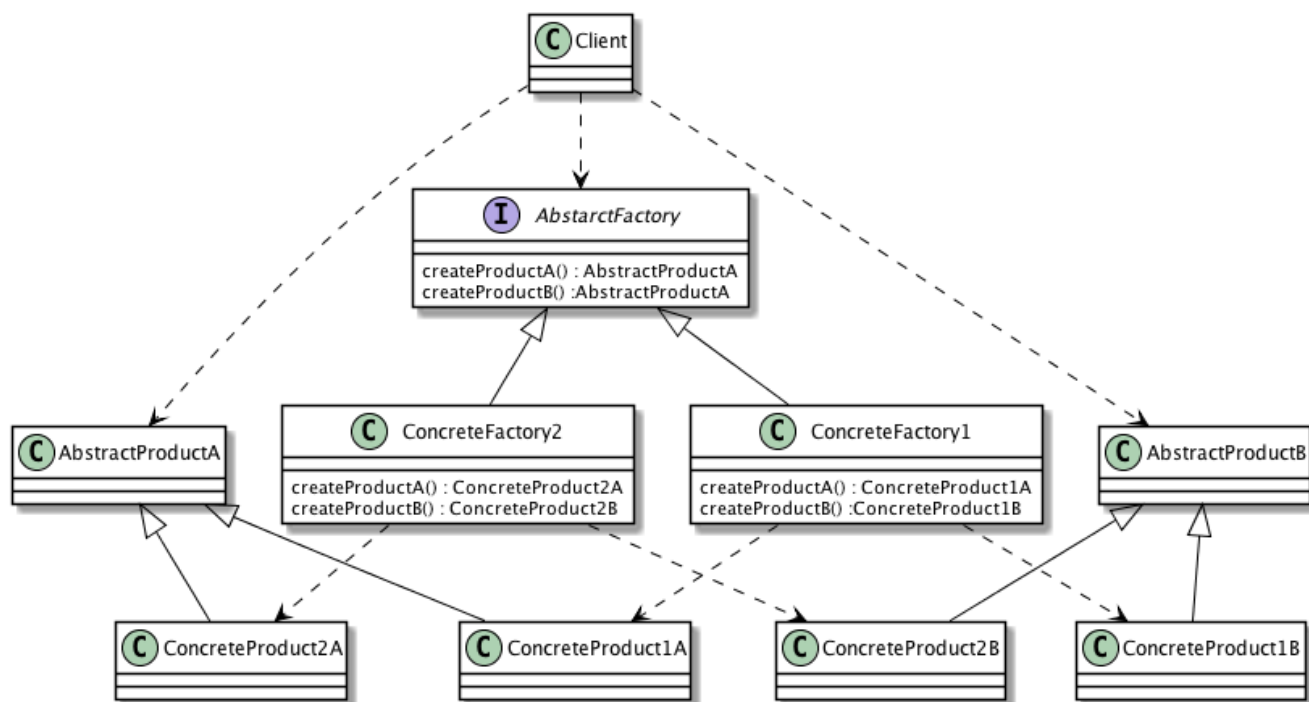 C Client
I AbstarctFactory
createProductA() : AbstractProductA
createProductB() :AbstractProductA
C ConcreteFactory2
createProductA() : ConcreteProduct2A
createProductB() : ConcreteProduct2B
C ConcreteFactory1
createProductA() : ConcreteProduct1A
createProductB() :ConcreteProduct1B
C AbstractProductA
C AbstractProductB
C ConcreteProduct2A
C ConcreteProduct1A
C ConcreteProduct2B
C ConcreteProduct1B